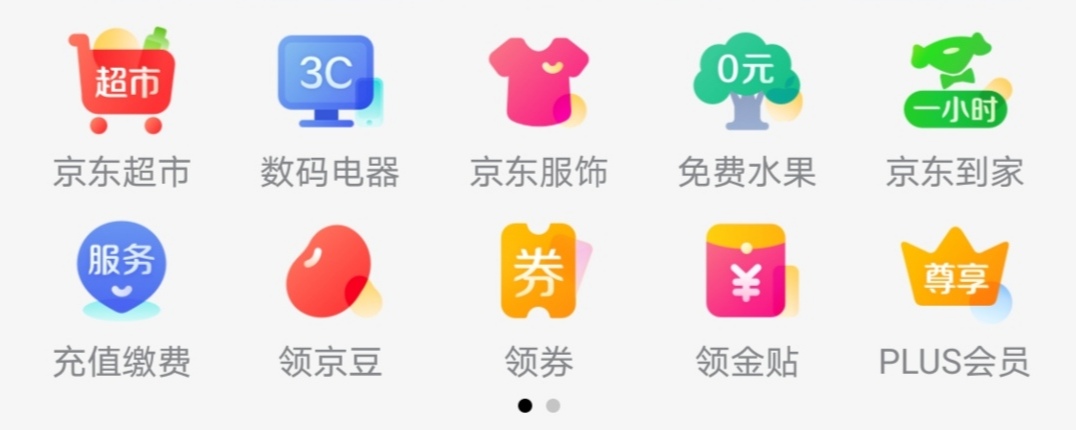 超市
3C
0元
一小时
京东超市
数码电器
京东服饰
免费水果
京东到家
服务
券
¥
尊享
充值缴费
领京豆
领券
领金贴
PLUS会员